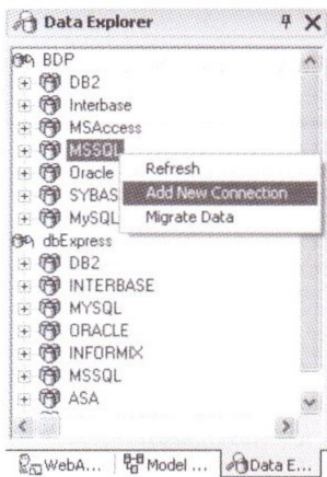 Data Explorer
BDP
DB2
Interbase
MSAccess
MSSQL
Refresh
Oracle
Add New Connection
SYBAS
Migrate Data
MySQL
dbExpress
DB2
INTERBASE
MYSQL
ORACLE
INFORMIX
MSSQL
ASA
WebA...
Model ...
Data E...